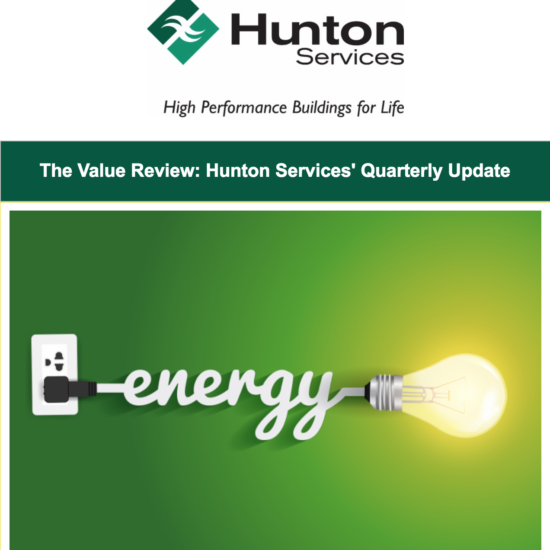 Hunton
Services
High Performance Buildings for Life
The Value Review: Hunton Services' Quarterly Update
energy